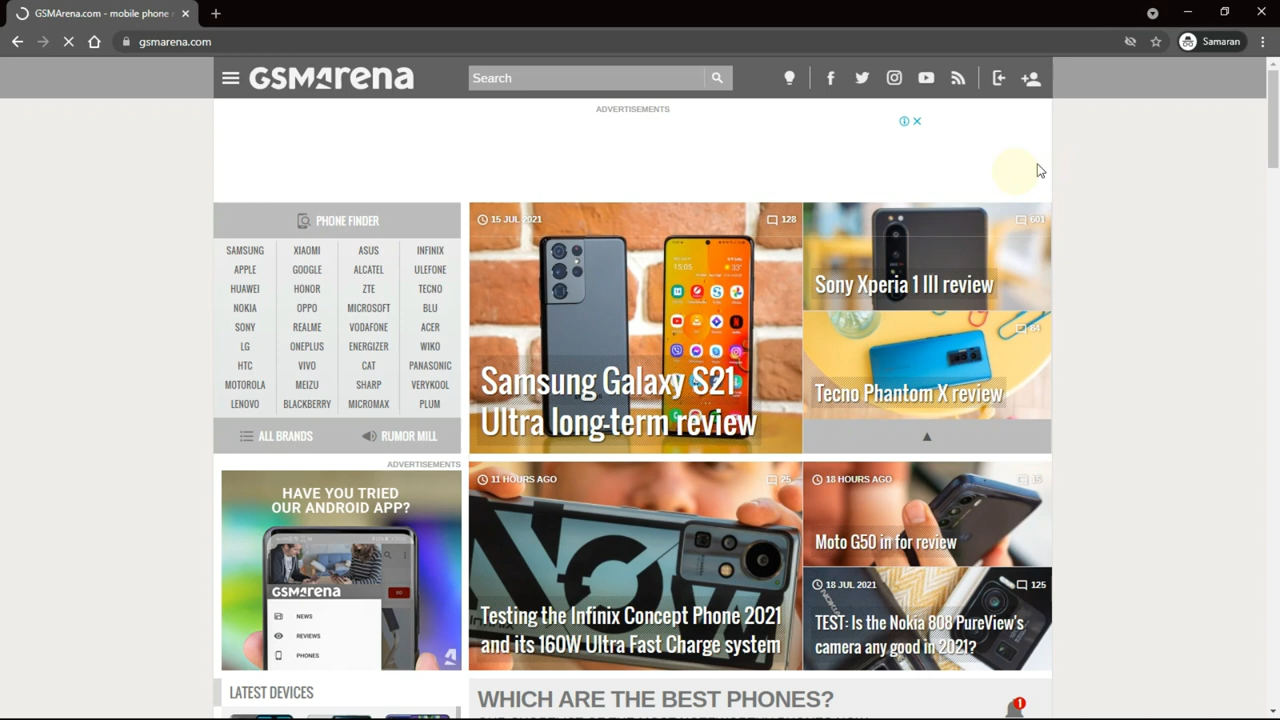 GSMArena.com - mobile phone r
gsmarena.com
Samaran
GSMArena
Search
ADVERTISEMENTS
PHONE FINDER
SAMSUNG XIAOMI ASUS INFINIX
APPLE GOOGLE ALCATEL ULEFONE
HUAWEI HONOR ZTE TECNO
NOKIA OPPO MICROSOFT BLU
SONY REALME VODAFONE ACER
LG ONEPLUS ENERGIZER WIKO
HTC VIVO CAT PANASONIC
MOTOROLA MEIZU SHARP VERYKOOL
LENOVO BLACKBERRY MICROMAX PLUM
ALL BRANDS RUMOR MILL
15 JUL 2021 128
Samsung Galaxy S21
Ultra long-term review
601
Sony Xperia 1 III review
64
Tecno Phantom X review
ADVERTISEMENTS
HAVE YOU TRIED
OUR ANDROID APP?
GSMArena
GO
NEWS
REVIEWS
PHONES
11 HOURS AGO 25
Testing the Infinix Concept Phone 2021
and its 160W Ultra Fast Charge system
18 HOURS AGO 15
Moto G50 in for review
18 JUL 2021 125
NOKIA
TEST: Is the Nokia 808 PureView's
camera any good in 2021?
LATEST DEVICES
WHICH ARE THE BEST PHONES?
1